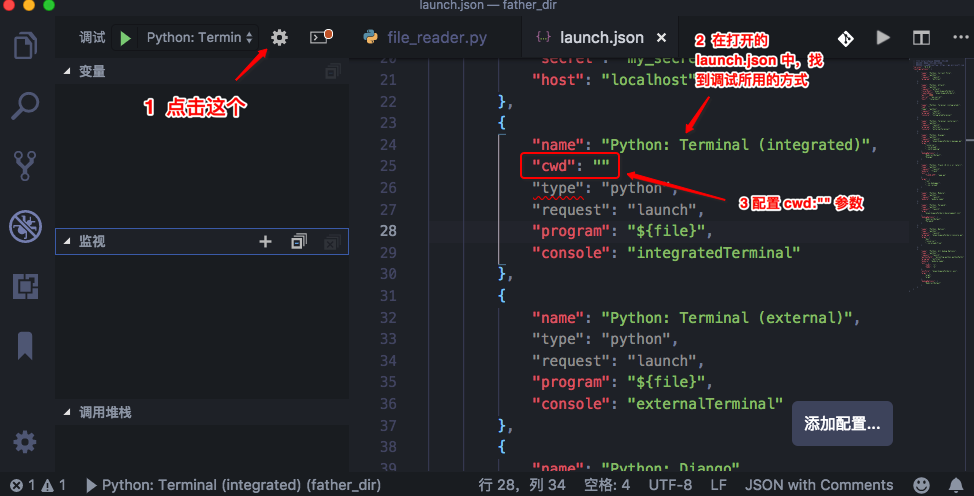 launch.json — father_dir
调试 Python: Termin
file_reader.py
{··} launch.json ×
1 点击这个
2 在打开的
launch.json 中，找
到调试所用的方式
变量
监视
调用堆栈
20 "secret": "my_secre
21 "host": "localhost"
22 },
23 {
24 "name": "Python: Terminal (integrated)",
25 "cwd": ""
26 "type": "python",
3 配置 cwd:"" 参数
27 "request": "launch",
28 "program": "${file}",
29 "console": "integratedTerminal"
30 },
31 {
32 "name": "Python: Terminal (external)",
33 "type": "python",
34 "request": "launch",
35 "program": "${file}",
36 "console": "externalTerminal"
37 },
38 {
39 "name": "Python: Django"
添加配置...
1 1 Python: Terminal (integrated) (father_dir) 行 28，列 34 空格: 4 UTF-8 LF JSON with Comments